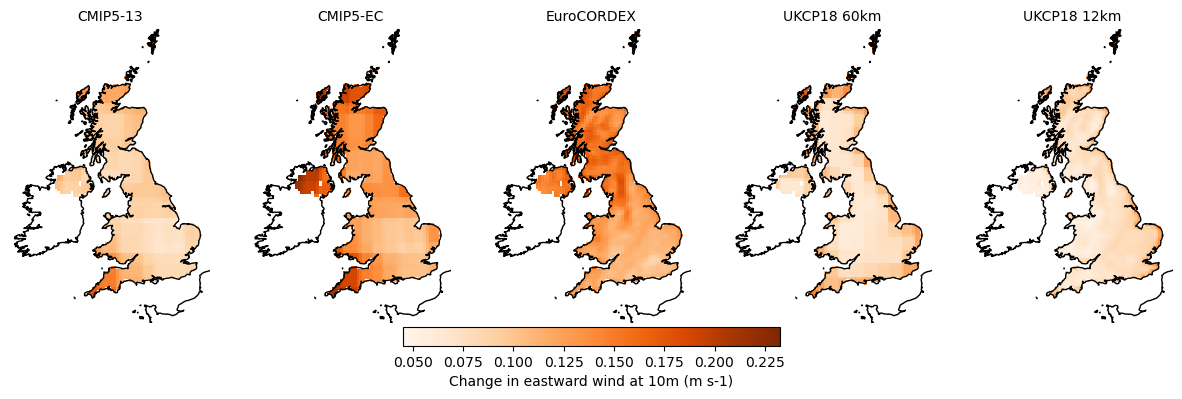 CMIP5-13 CMIP5-EC EuroCORDEX UKCP18 60km UKCP18 12km
0.050 0.075 0.100 0.125 0.150 0.175 0.200 0.225
Change in eastward wind at 10m (m s-1)